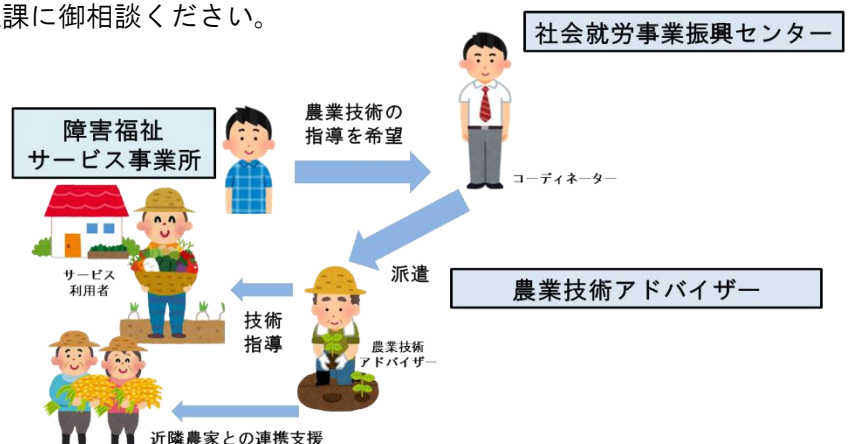 課に御相談ください。
社会就労事業振興センター
障害福祉
サービス事業所
農業技術の
指導を希望
コーディネーター
派遣
農業技術アドバイザー
サービス
利用者
技術
指導
農業技術
アドバイザー
近隣農家との連携支援